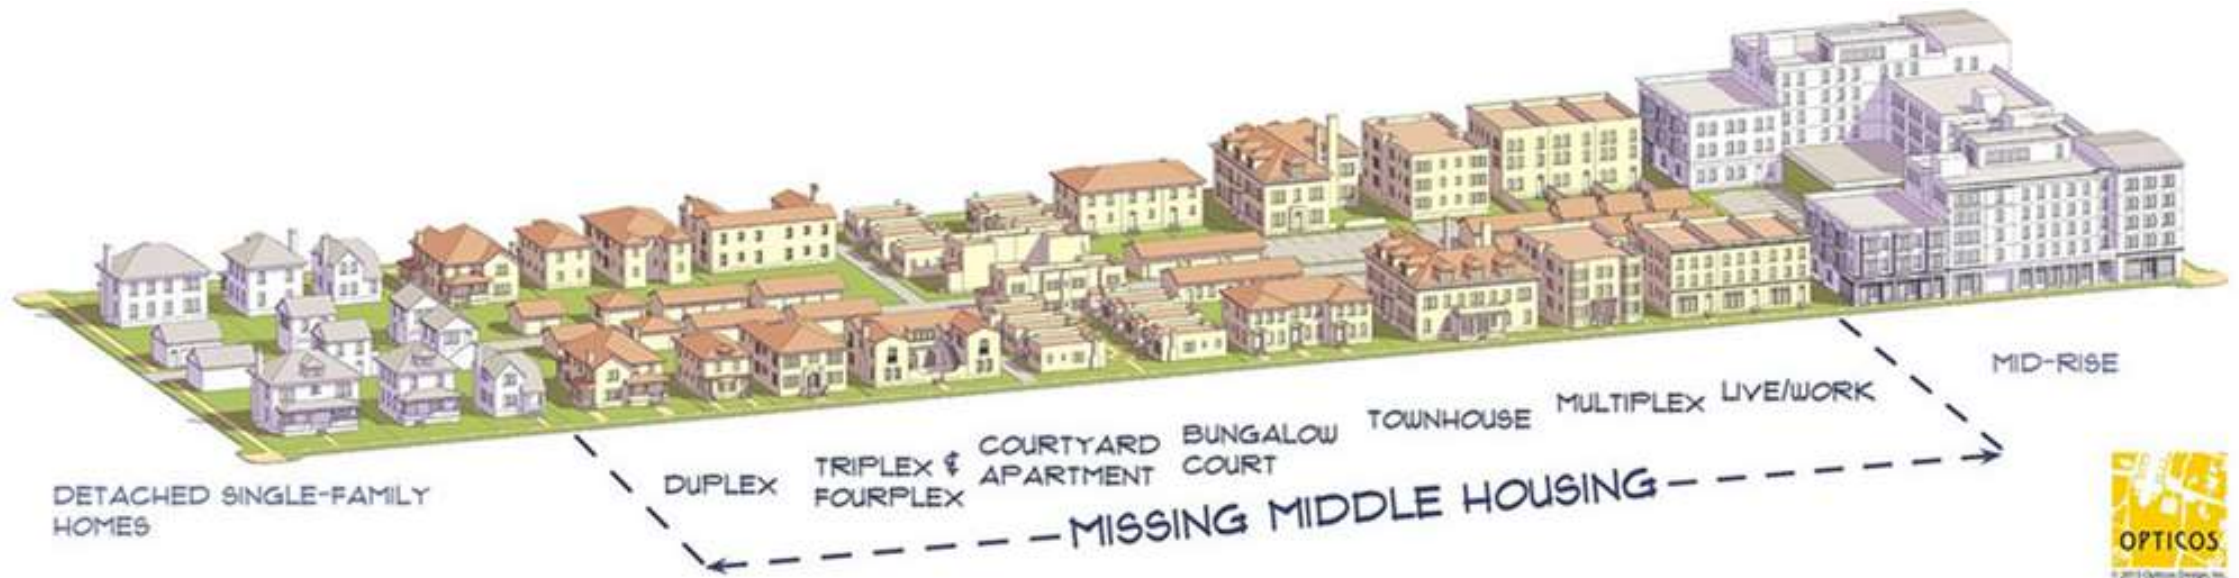 DETACHED SINGLE-FAMILY
HOMES
DUPLEX
TRIPLEX &
FOURPLEX
COURTYARD
APARTMENT
BUNGALOW
COURT
TOWNHOUSE
MULTIPLEX
LIVE/WORK
MISSING MIDDLE HOUSING
MID-RISE
OPTICOS